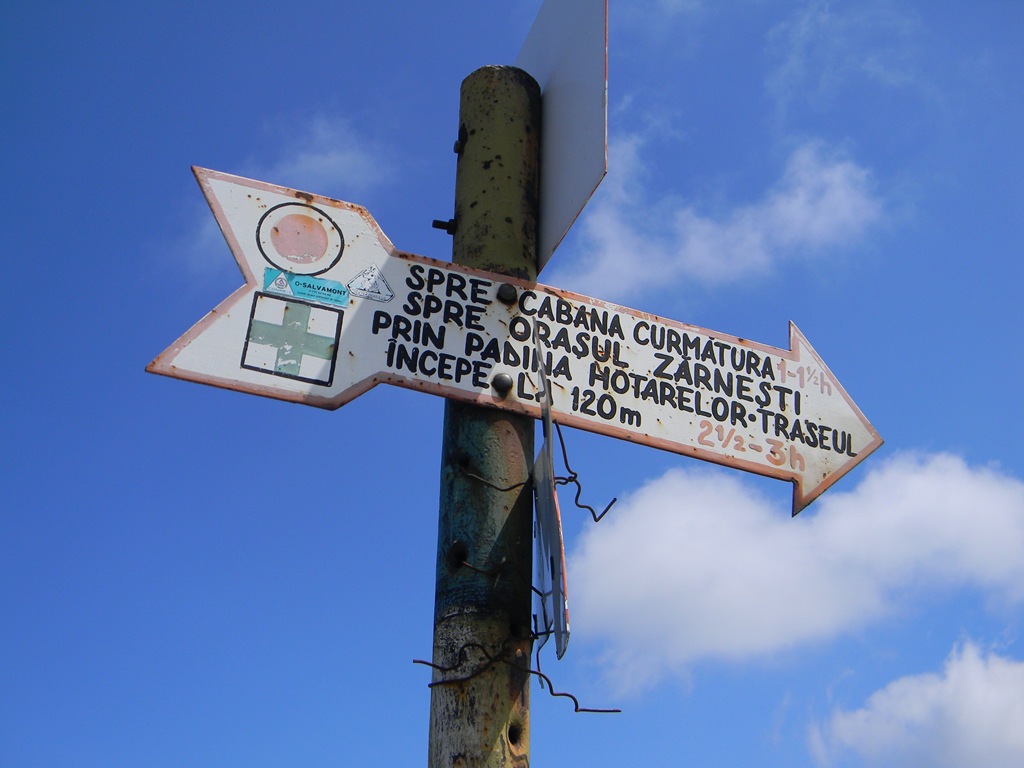 SPRE CABANA CURMĂTURA 1-1½h
SPRE ORAȘUL ZĂRNEȘTI
PRIN PADINA HOTARELOR·TRASEUL
ÎNCEPE LA 120m 2½-3h
O-SALVAMONT